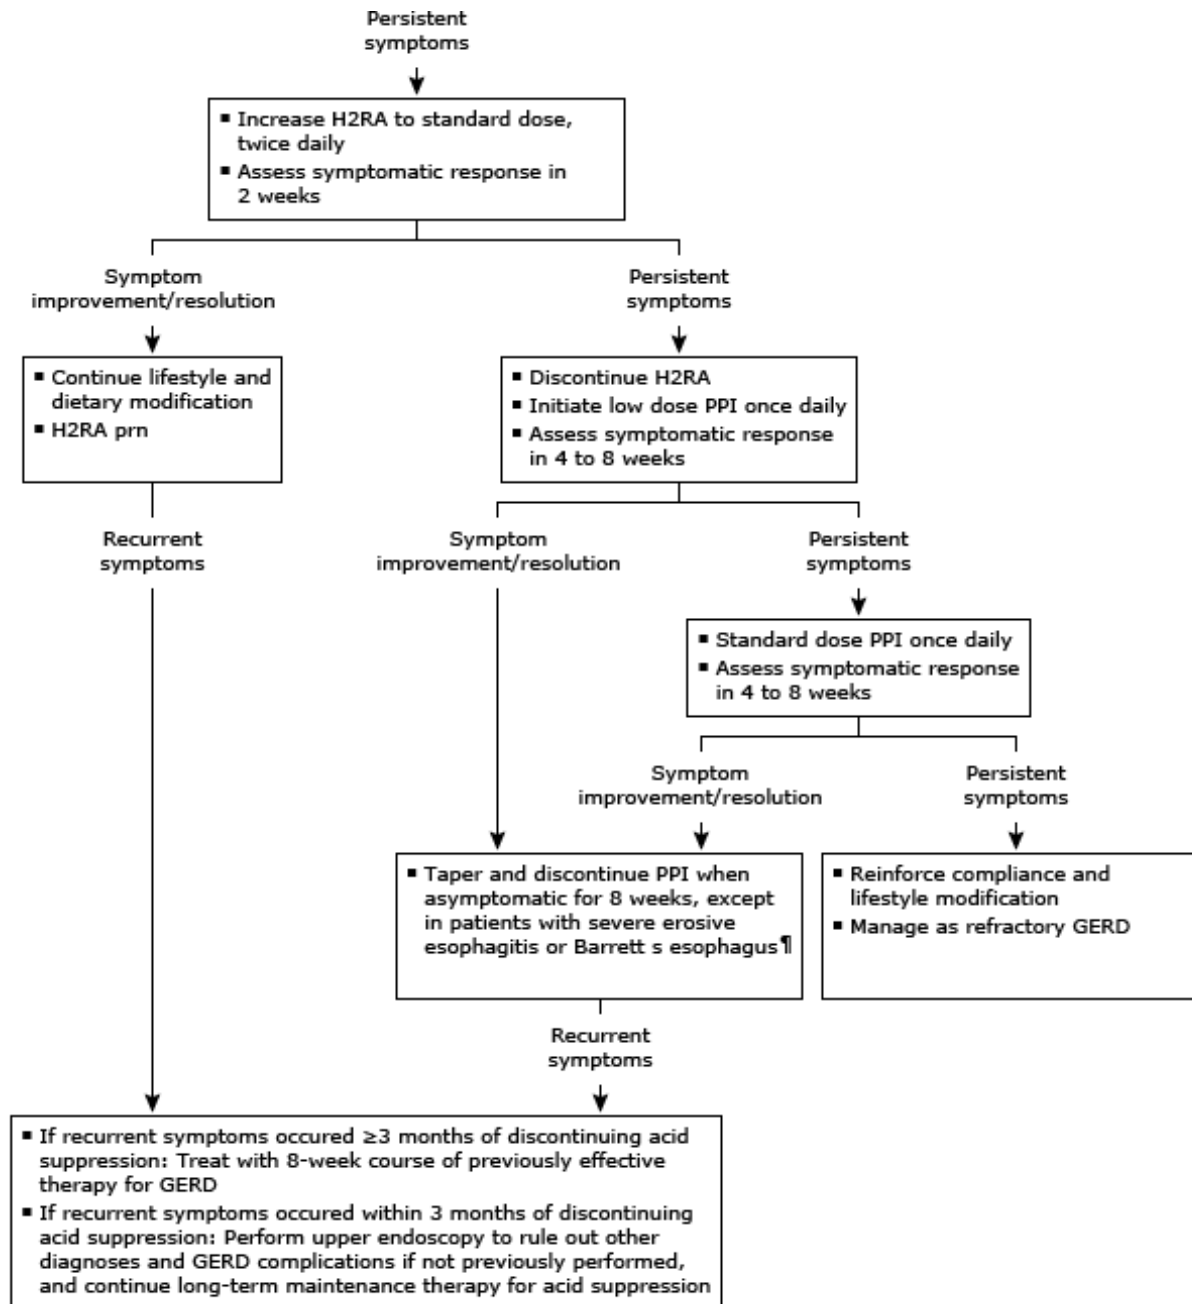 Persistent
symptoms
▪ Increase H2RA to standard dose,
twice daily
▪ Assess symptomatic response in
2 weeks
Symptom
improvement/resolution
Persistent
symptoms
▪ Continue lifestyle and
dietary modification
▪ H2RA prn
▪ Discontinue H2RA
▪ Initiate low dose PPI once daily
▪ Assess symptomatic response
in 4 to 8 weeks
Recurrent
symptoms
Symptom
improvement/resolution
Persistent
symptoms
▪ Standard dose PPI once daily
▪ Assess symptomatic response
in 4 to 8 weeks
Symptom
improvement/resolution
Persistent
symptoms
▪ Taper and discontinue PPI when
asymptomatic for 8 weeks, except
in patients with severe erosive
esophagitis or Barrett s esophagus¶
▪ Reinforce compliance and
lifestyle modification
▪ Manage as refractory GERD
Recurrent
symptoms
▪ If recurrent symptoms occured ≥3 months of discontinuing acid
suppression: Treat with 8-week course of previously effective
therapy for GERD
▪ If recurrent symptoms occured within 3 months of discontinuing
acid suppression: Perform upper endoscopy to rule out other
diagnoses and GERD complications if not previously performed,
and continue long-term maintenance therapy for acid suppression